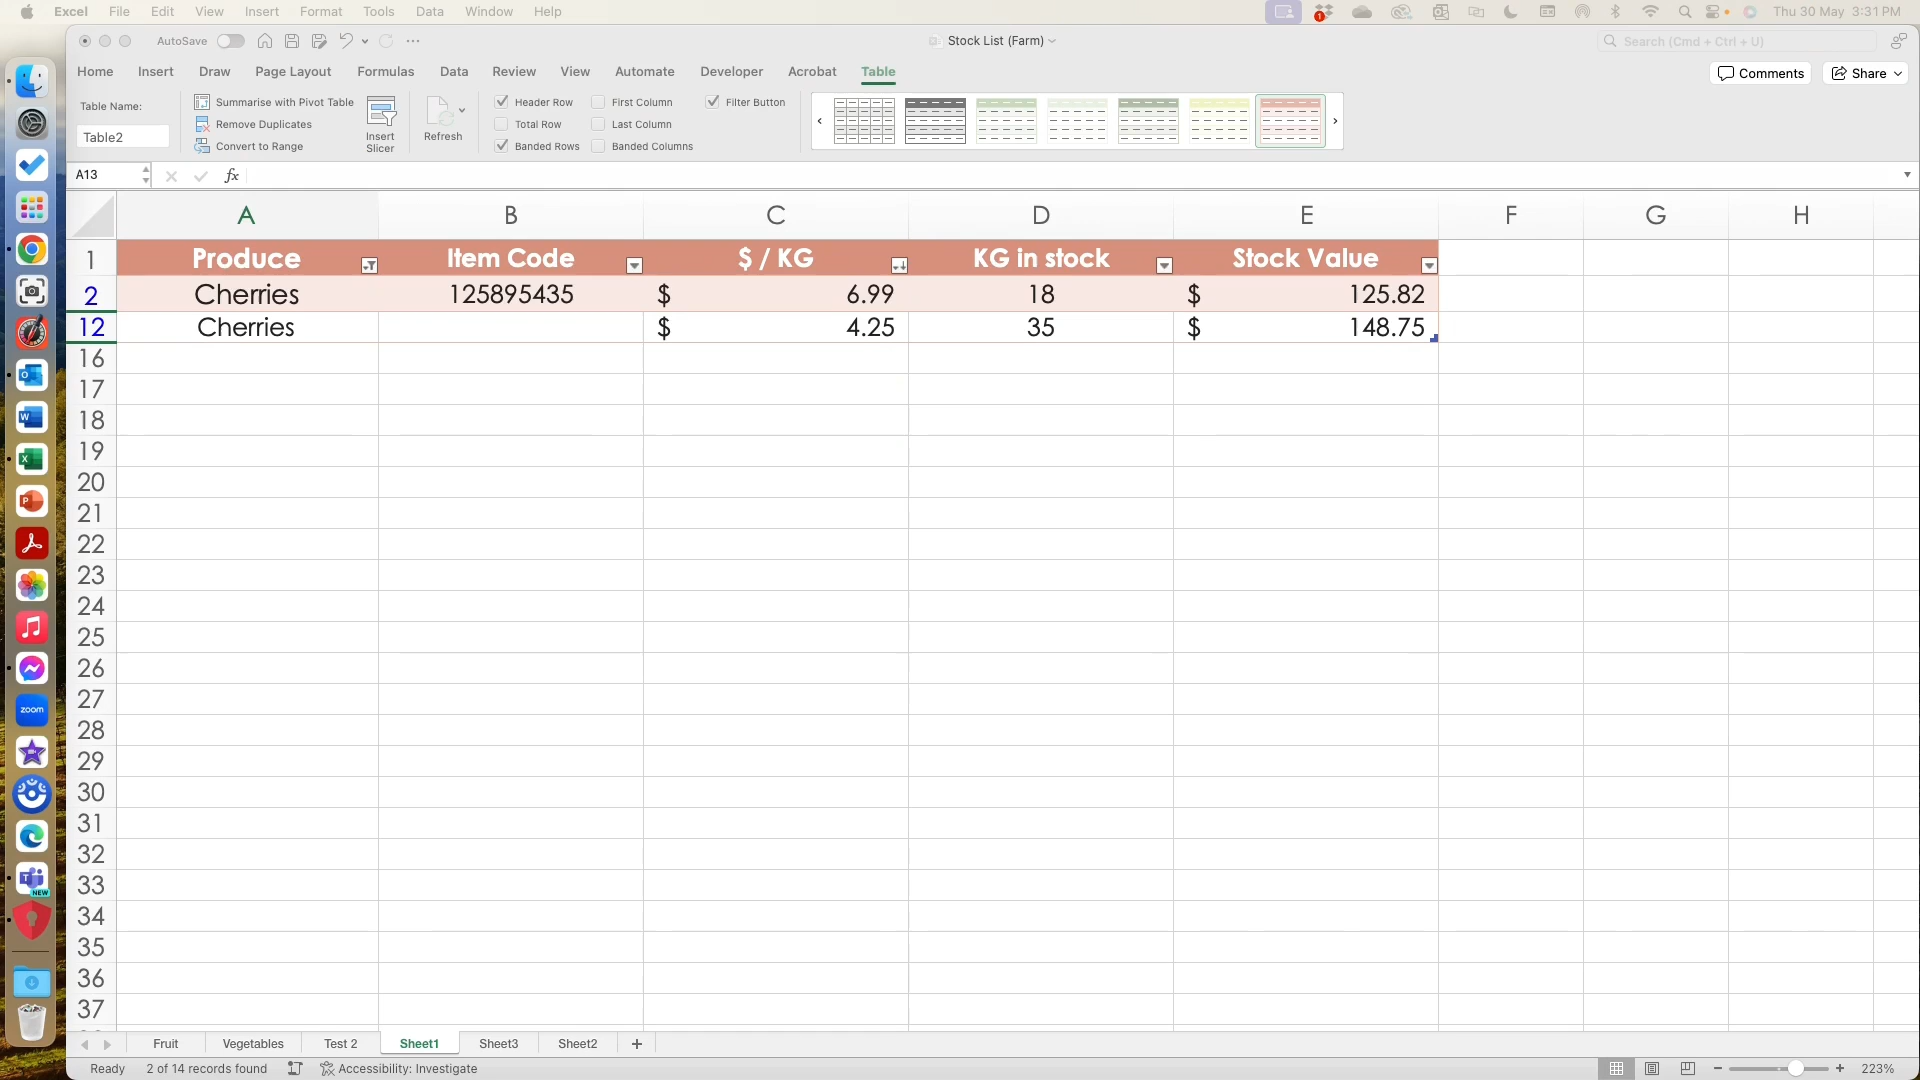 Excel File Edit View Insert Format Tools Data Window Help 1 Thu 30 May 3:31 PM
AutoSave Stock List (Farm) Search (Cmd + Ctrl + U)
Home Insert Draw Page Layout Formulas Data Review View Automate Developer Acrobat Table Comments Share
Table Name: Summarise with Pivot Table Header Row First Column Filter Button
Remove Duplicates Total Row Last Column
Table2 Insert Slicer Refresh
Convert to Range Banded Rows Banded Columns
A13 fx
A B C D E F G H
1 Produce Item Code $ / KG KG in stock Stock Value
2 Cherries 125895435 $ 6.99 18 $ 125.82
12 Cherries $ 4.25 35 $ 148.75
16
17
18
19
20
21
22
23
24
25
26
27
zoom
28
29
30
31
32
33
NEW
34
35
36
37
Fruit Vegetables Test 2 Sheet1 Sheet3 Sheet2 +
Ready 2 of 14 records found Accessibility: Investigate 223%